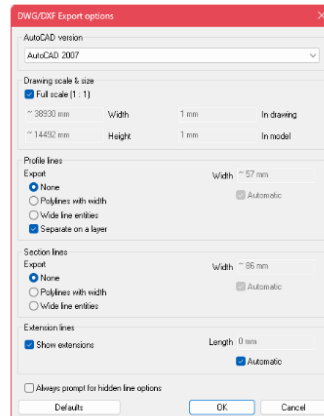 DWG/DXF Export options
AutoCAD version
AutoCAD 2007
Drawing scale & size
Full scale (1 : 1)
~ 38930 mm Width 1 mm In drawing
~ 14492 mm Height 1 mm In model
Profile lines
Export Width ~ 57 mm
None Automatic
Polylines with width
Wide line entities
Separate on a layer
Section lines
Export Width ~ 86 mm
None Automatic
Polylines with width
Wide line entities
Extension lines
Show extensions Length 0 mm
Automatic
Always prompt for hidden line options
Defaults OK Cancel